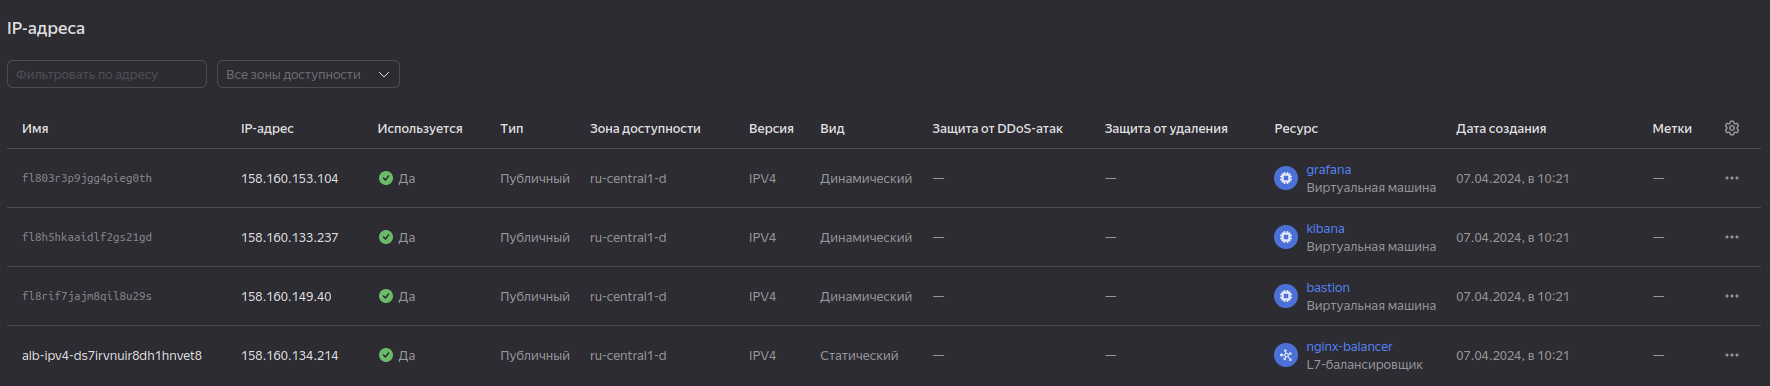 IP-адреса
Фильтровать по адресу Все зоны доступности
Имя IP-адрес Используется Тип Зона доступности Версия Вид Защита от DDoS-атак Защита от удаления Ресурс Дата создания Метки
fl803r3p9jgg4pieg0th 158.160.153.104 Да Публичный ru-central1-d IPV4 Динамический — — grafana Виртуальная машина 07.04.2024, в 10:21 — ···
fl8h5hkaaidlf2gs21gd 158.160.133.237 Да Публичный ru-central1-d IPV4 Динамический — — kibana Виртуальная машина 07.04.2024, в 10:21 — ···
fl8rif7jajm8qil8u29s 158.160.149.40 Да Публичный ru-central1-d IPV4 Динамический — — bastion Виртуальная машина 07.04.2024, в 10:21 — ···
alb-ipv4-ds7irvnuir8dh1hnvet8 158.160.134.214 Да Публичный ru-central1-d IPV4 Статический — — nginx-balancer L7-балансировщик 07.04.2024, в 10:21 — ···